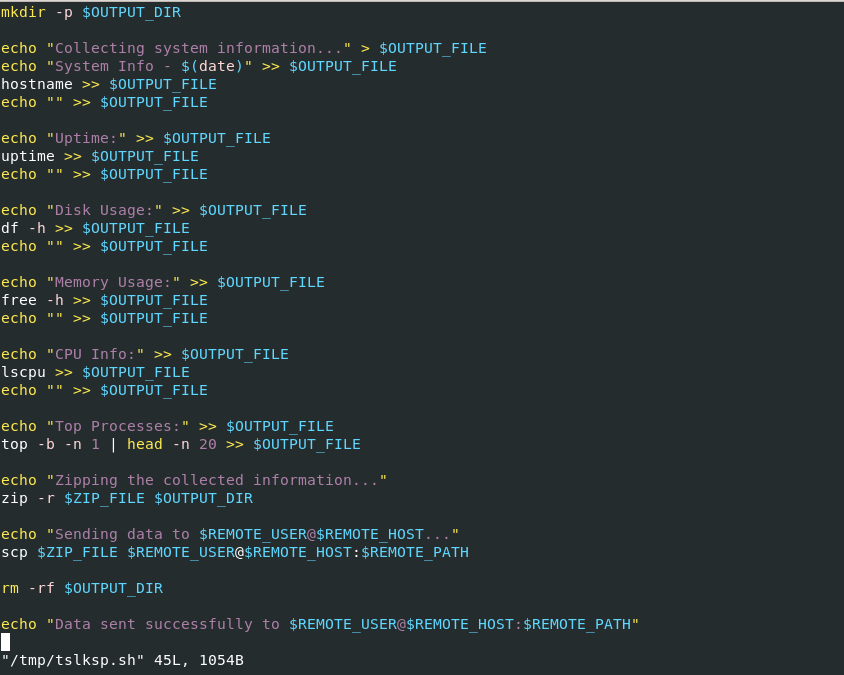 mkdir -p $OUTPUT_DIR
echo "Collecting system information..." > $OUTPUT_FILE
echo "System Info - $(date)" >> $OUTPUT_FILE
hostname >> $OUTPUT_FILE
echo "" >> $OUTPUT_FILE
echo "Uptime:" >> $OUTPUT_FILE
uptime >> $OUTPUT_FILE
echo "" >> $OUTPUT_FILE
echo "Disk Usage:" >> $OUTPUT_FILE
df -h >> $OUTPUT_FILE
echo "" >> $OUTPUT_FILE
echo "Memory Usage:" >> $OUTPUT_FILE
free -h >> $OUTPUT_FILE
echo "" >> $OUTPUT_FILE
echo "CPU Info:" >> $OUTPUT_FILE
lscpu >> $OUTPUT_FILE
echo "" >> $OUTPUT_FILE
echo "Top Processes:" >> $OUTPUT_FILE
top -b -n 1 | head -n 20 >> $OUTPUT_FILE
echo "Zipping the collected information..."
zip -r $ZIP_FILE $OUTPUT_DIR
echo "Sending data to $REMOTE_USER@$REMOTE_HOST..."
scp $ZIP_FILE $REMOTE_USER@$REMOTE_HOST:$REMOTE_PATH
rm -rf $OUTPUT_DIR
echo "Data sent successfully to $REMOTE_USER@$REMOTE_HOST:$REMOTE_PATH"
"/tmp/tslksp.sh" 45L, 1054B